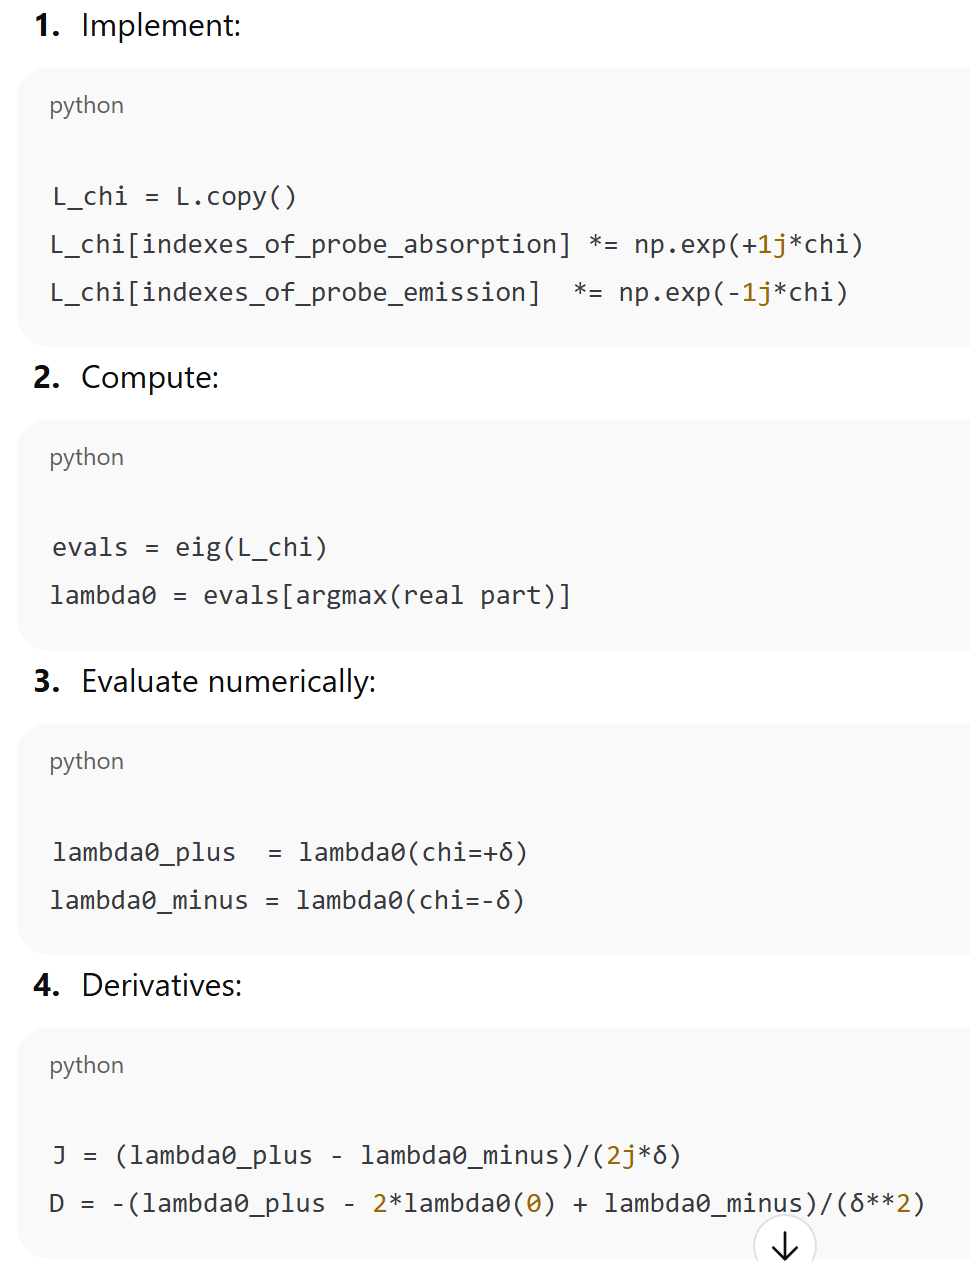 1. Implement:
python
L_chi = L.copy()
L_chi[indexes_of_probe_absorption] *= np.exp(+1j*chi)
L_chi[indexes_of_probe_emission]  *= np.exp(-1j*chi)
2. Compute:
python
evals = eig(L_chi)
lambda0 = evals[argmax(real part)]
3. Evaluate numerically:
python
lambda0_plus  = lambda0(chi=+δ)
lambda0_minus = lambda0(chi=-δ)
4. Derivatives:
python
J = (lambda0_plus - lambda0_minus)/(2j*δ)
D = -(lambda0_plus - 2*lambda0(0) + lambda0_minus)/(δ**2)